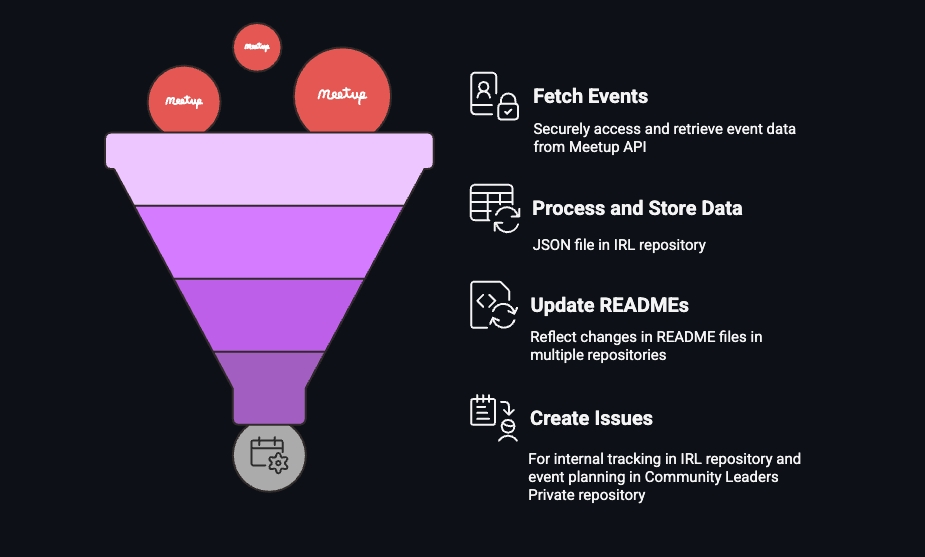 meetup
meetup
meetup
Fetch Events
Securely access and retrieve event data
from Meetup API
Process and Store Data
JSON file in IRL repository
Update READMEs
Reflect changes in README files in
multiple repositories
Create Issues
For internal tracking in IRL repository and
event planning in Community Leaders
Private repository